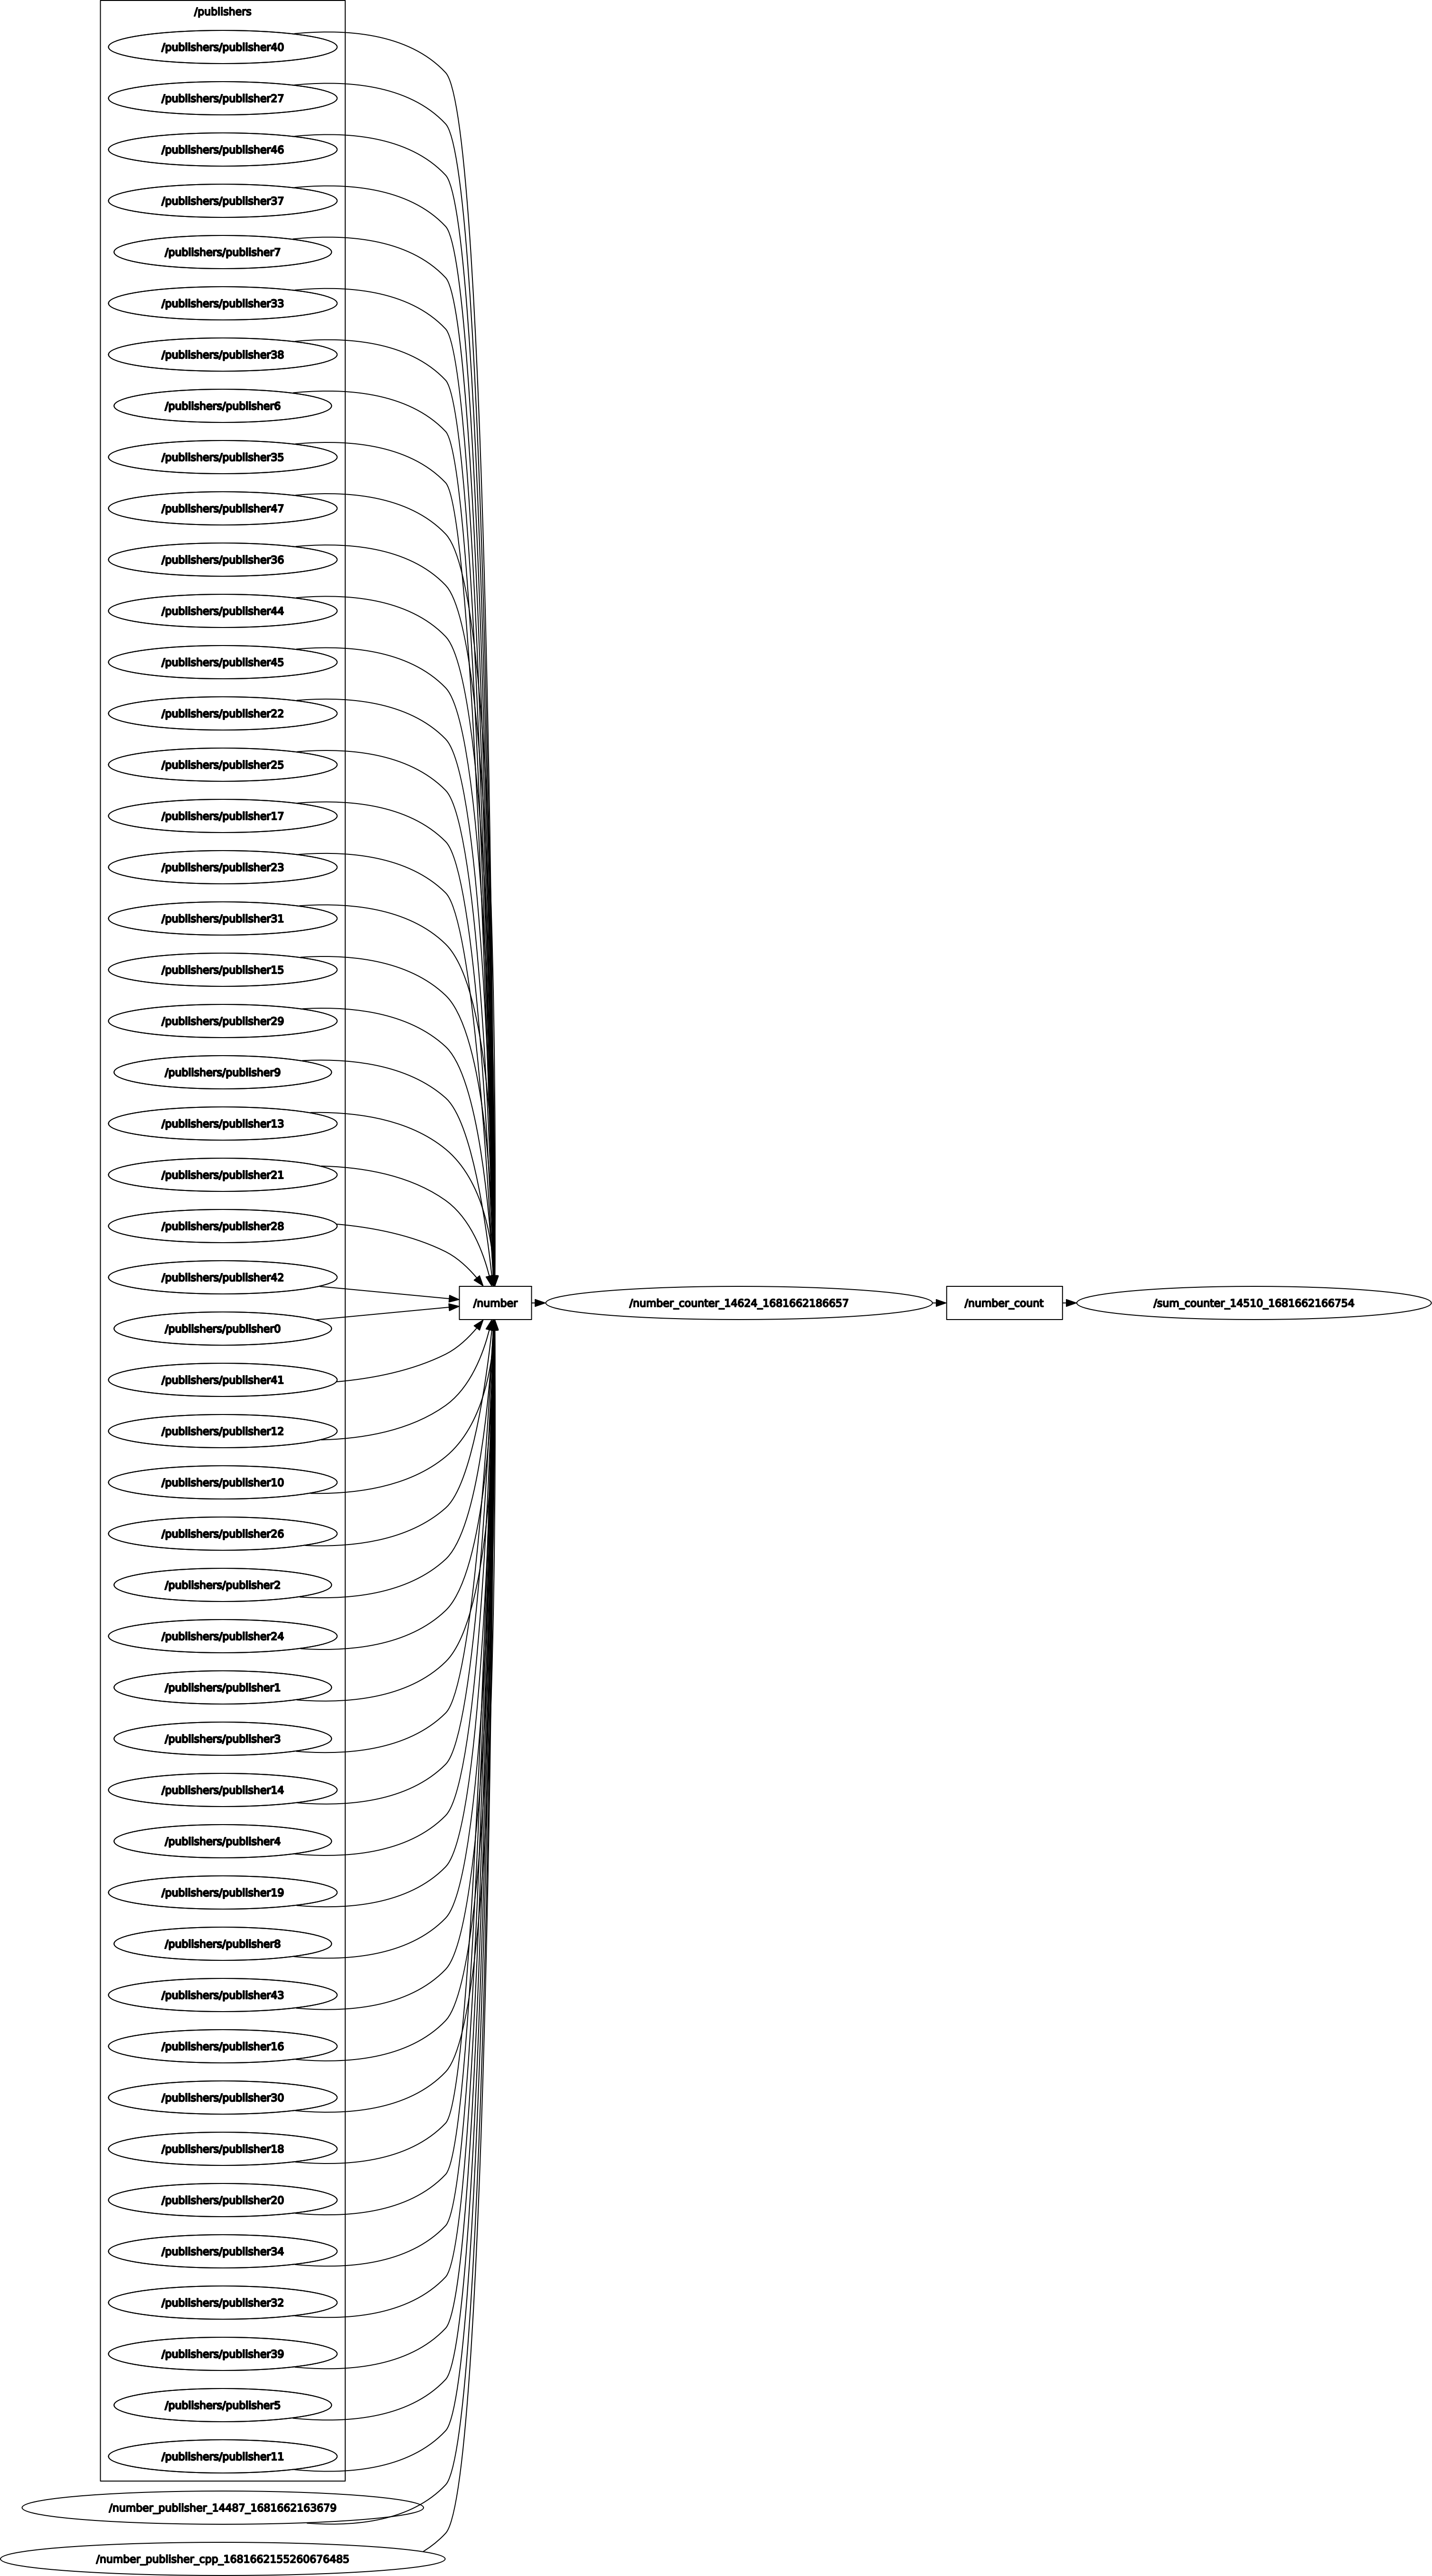 /publishers
/publishers/publisher40
/publishers/publisher27
/publishers/publisher46
/publishers/publisher37
/publishers/publisher7
/publishers/publisher33
/publishers/publisher38
/publishers/publisher6
/publishers/publisher35
/publishers/publisher47
/publishers/publisher36
/publishers/publisher44
/publishers/publisher45
/publishers/publisher22
/publishers/publisher25
/publishers/publisher17
/publishers/publisher23
/publishers/publisher31
/publishers/publisher15
/publishers/publisher29
/publishers/publisher9
/publishers/publisher13
/publishers/publisher21
/publishers/publisher28
/publishers/publisher42
/number
/number_counter_14624_1681662186657
/number_count
/sum_counter_14510_1681662166754
/publishers/publisher0
/publishers/publisher41
/publishers/publisher12
/publishers/publisher10
/publishers/publisher26
/publishers/publisher2
/publishers/publisher24
/publishers/publisher1
/publishers/publisher3
/publishers/publisher14
/publishers/publisher4
/publishers/publisher19
/publishers/publisher8
/publishers/publisher43
/publishers/publisher16
/publishers/publisher30
/publishers/publisher18
/publishers/publisher20
/publishers/publisher34
/publishers/publisher32
/publishers/publisher39
/publishers/publisher5
/publishers/publisher11
/number_publisher_14487_1681662163679
/number_publisher_cpp_1681662155260676485